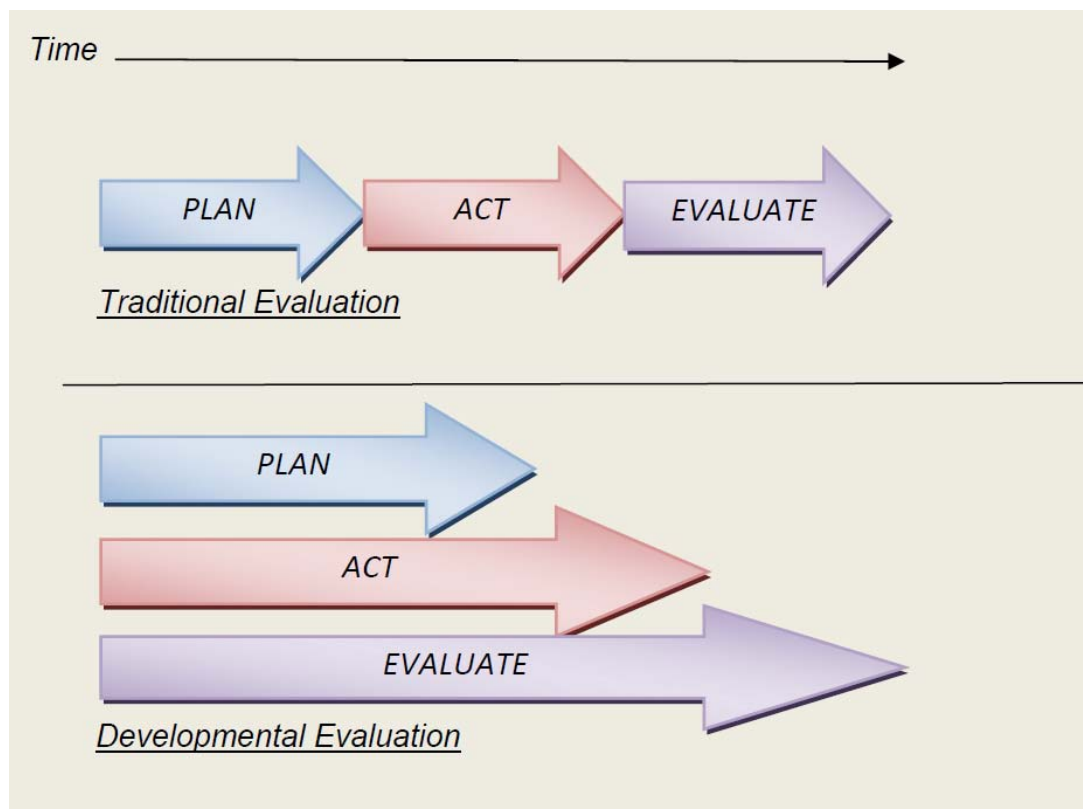 Time
PLAN
ACT
EVALUATE
Traditional Evaluation
PLAN
ACT
EVALUATE
Developmental Evaluation